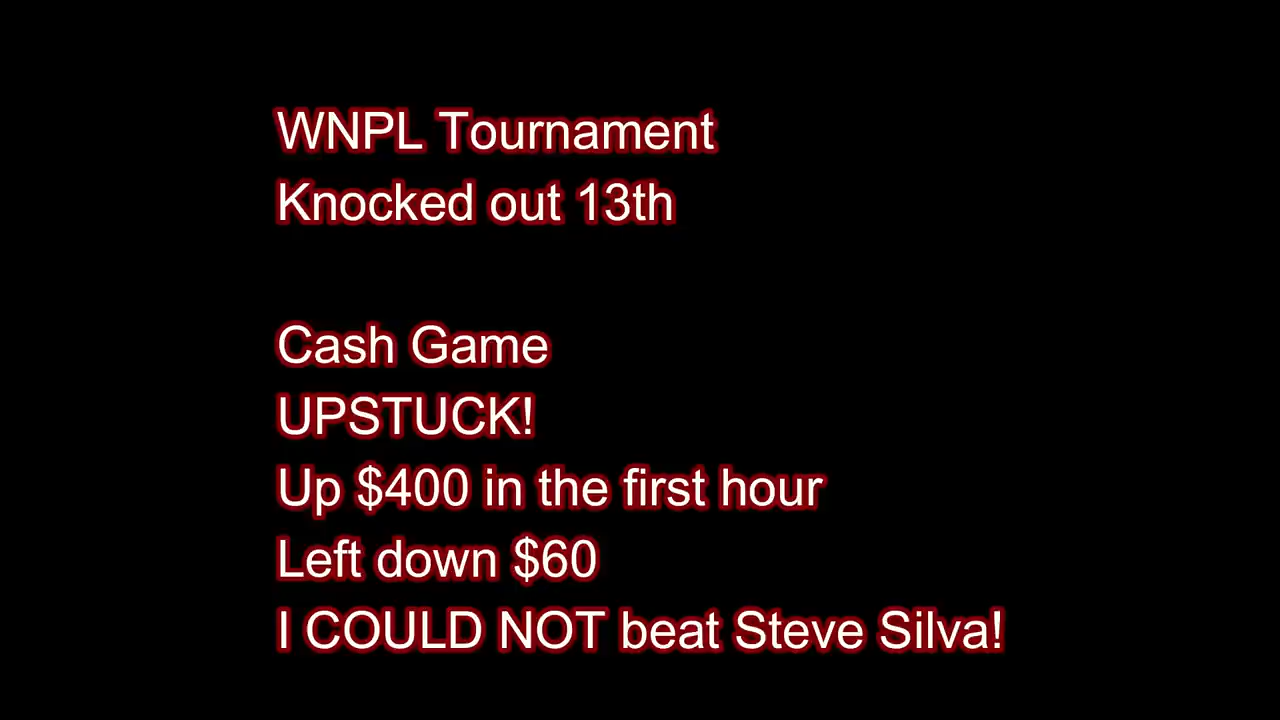 WNPL Tournament
Knocked out 13th
Cash Game
UPSTUCK!
Up $400 in the first hour
Left down $60
I COULD NOT beat Steve Silva!